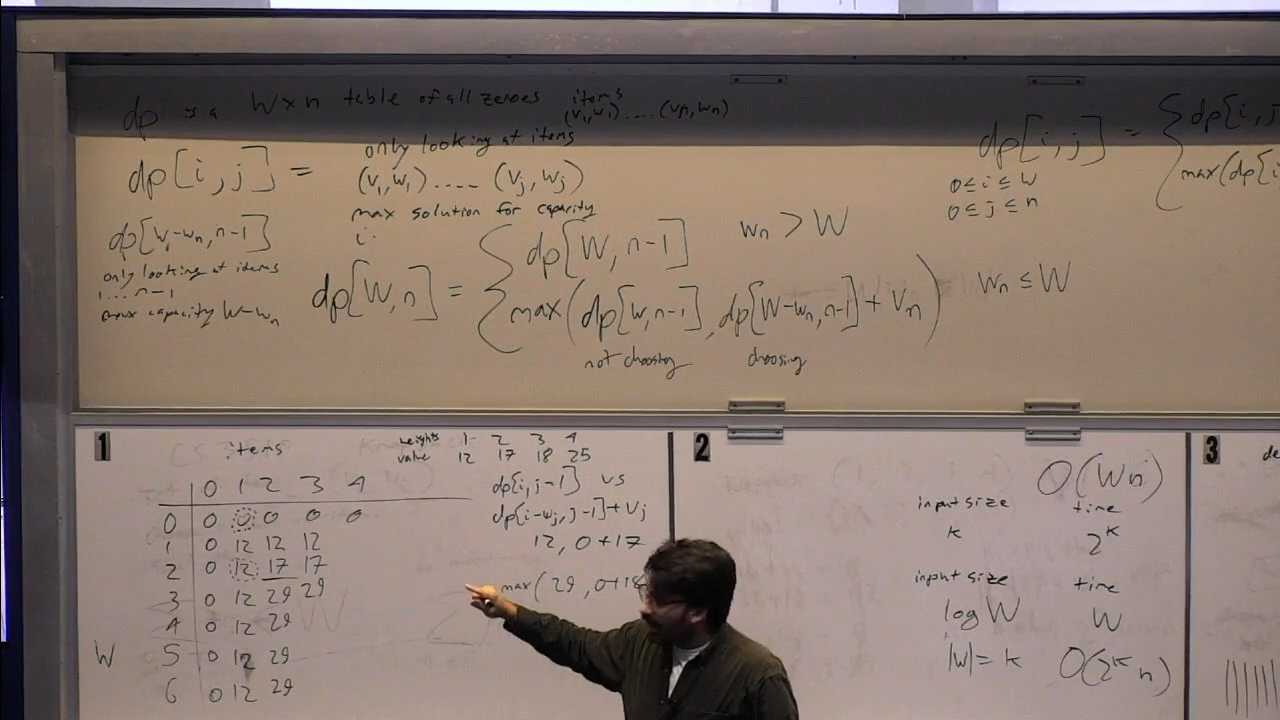 dp is a W×n table of all zeroes items
(v₁,w₁)....(vₙ,wₙ)
dp[i,j] =
only looking at items
(v₁,w₁).....(vⱼ,wⱼ)
max solution for capacity
i
dp[W-wₙ,n-1]
only looking at items
1...n-1
max capacity W-wₙ
dp[W,n] = { dp[W,n-1] wₙ > W
max(dp[W,n-1], dp[W-wₙ,n-1]+vₙ) wₙ ≤ W
not choosing choosing
dp[i,j] = { dp[i,j
0≤i≤W max(dp[i
0≤j≤n
1
items
weights 1 2 3 4
value 12 17 18 25
0 1 2 3 4
0 0 0 0 0 0
1 0 12 12 12
2 0 12 17 17
3 0 12 29 29
4 0 12 29
W 5 0 12 29
6 0 12 29
dp[i,j-1] vs
dp[i-wⱼ,j-1]+vⱼ
12, 0+17
max(29, 0+18
2
O(Wn)
input size time
k 2ᵏ
input size time
log W W
|W| = k O(2ᵏ n)
3
de